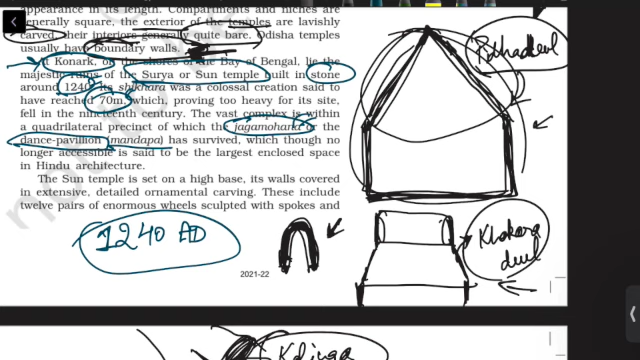 appearance in its length. Compartments and niches are
generally square, the exterior of the temples are lavishly
carved, their interiors generally quite bare. Odisha temples
usually have boundary walls.
At Konark, on the shores of the Bay of Bengal, lie the
majestic ruins of the Surya or Sun temple built in stone
around 1240. Its shikhara was a colossal creation said to
have reached 70m, which, proving too heavy for its site,
fell in the nineteenth century. The vast complex is within
a quadrilateral precinct of which the jagamohana or the
dance-pavilion (mandapa) has survived, which though no
longer accessible is said to be the largest enclosed space
in Hindu architecture.
The Sun temple is set on a high base, its walls covered
in extensive, detailed ornamental carving. These include
twelve pairs of enormous wheels sculpted with spokes and
1240 AD
2021-22
Khakara
deul
Kalinga